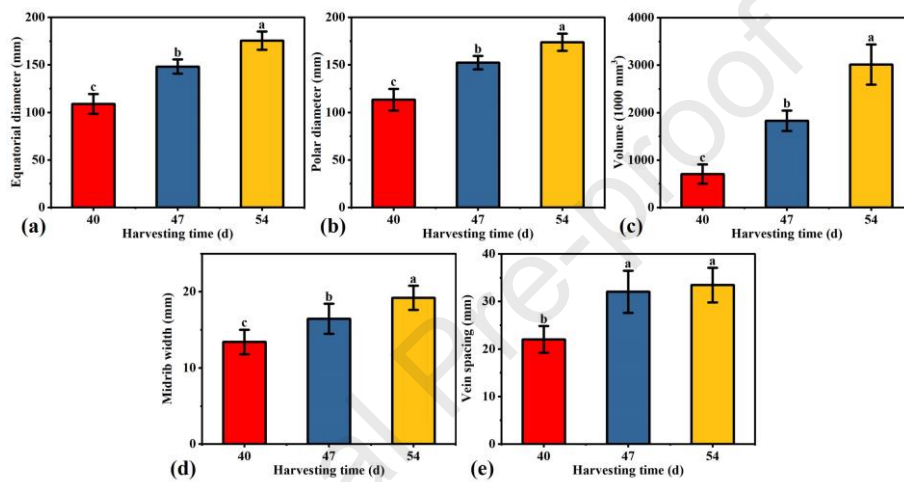 200
150
100
50
0
Equatorial diameter (mm)
c
b
a
40 47 54
(a)
Harvesting time (d)
200
150
100
50
0
Polar diameter (mm)
c
b
a
40 47 54
(b)
Harvesting time (d)
4000
3000
2000
1000
0
Volume (1000 mm³)
c
b
a
40 47 54
(c)
Harvesting time (d)
20
10
0
Midrib width (mm)
c
b
a
40 47 54
(d)
Harvesting time (d)
40
30
20
10
0
Vein spacing (mm)
b
a
a
40 47 54
(e)
Harvesting time (d)
al Pre-proof